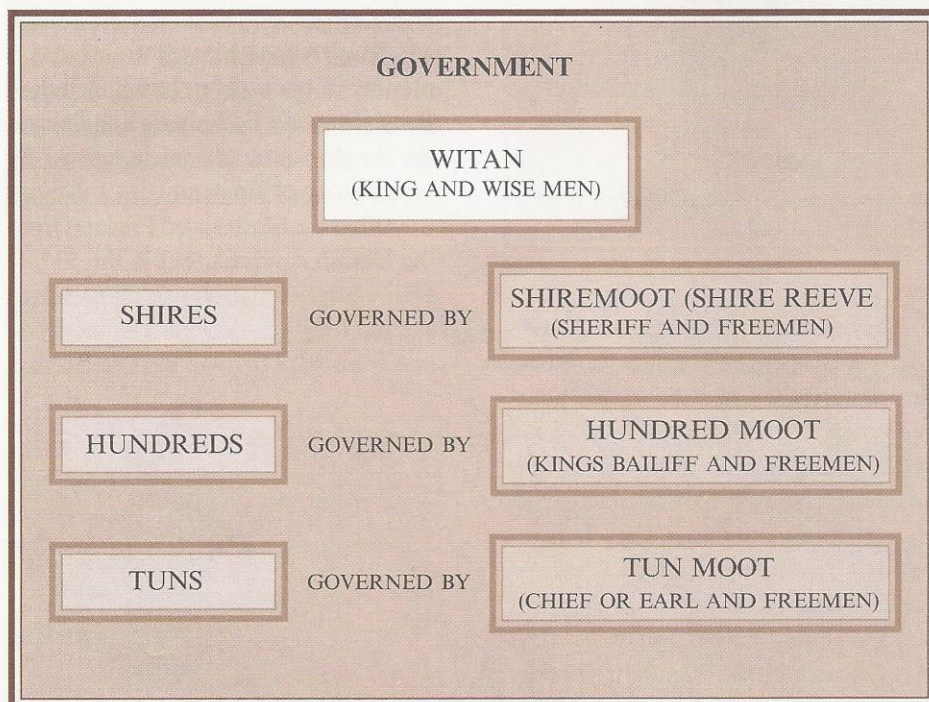 GOVERNMENT
WITAN
(KING AND WISE MEN)
SHIRES GOVERNED BY SHIREMOOT (SHIRE REEVE
(SHERIFF AND FREEMEN)
HUNDREDS GOVERNED BY HUNDRED MOOT
(KINGS BAILIFF AND FREEMEN)
TUNS GOVERNED BY TUN MOOT
(CHIEF OR EARL AND FREEMEN)